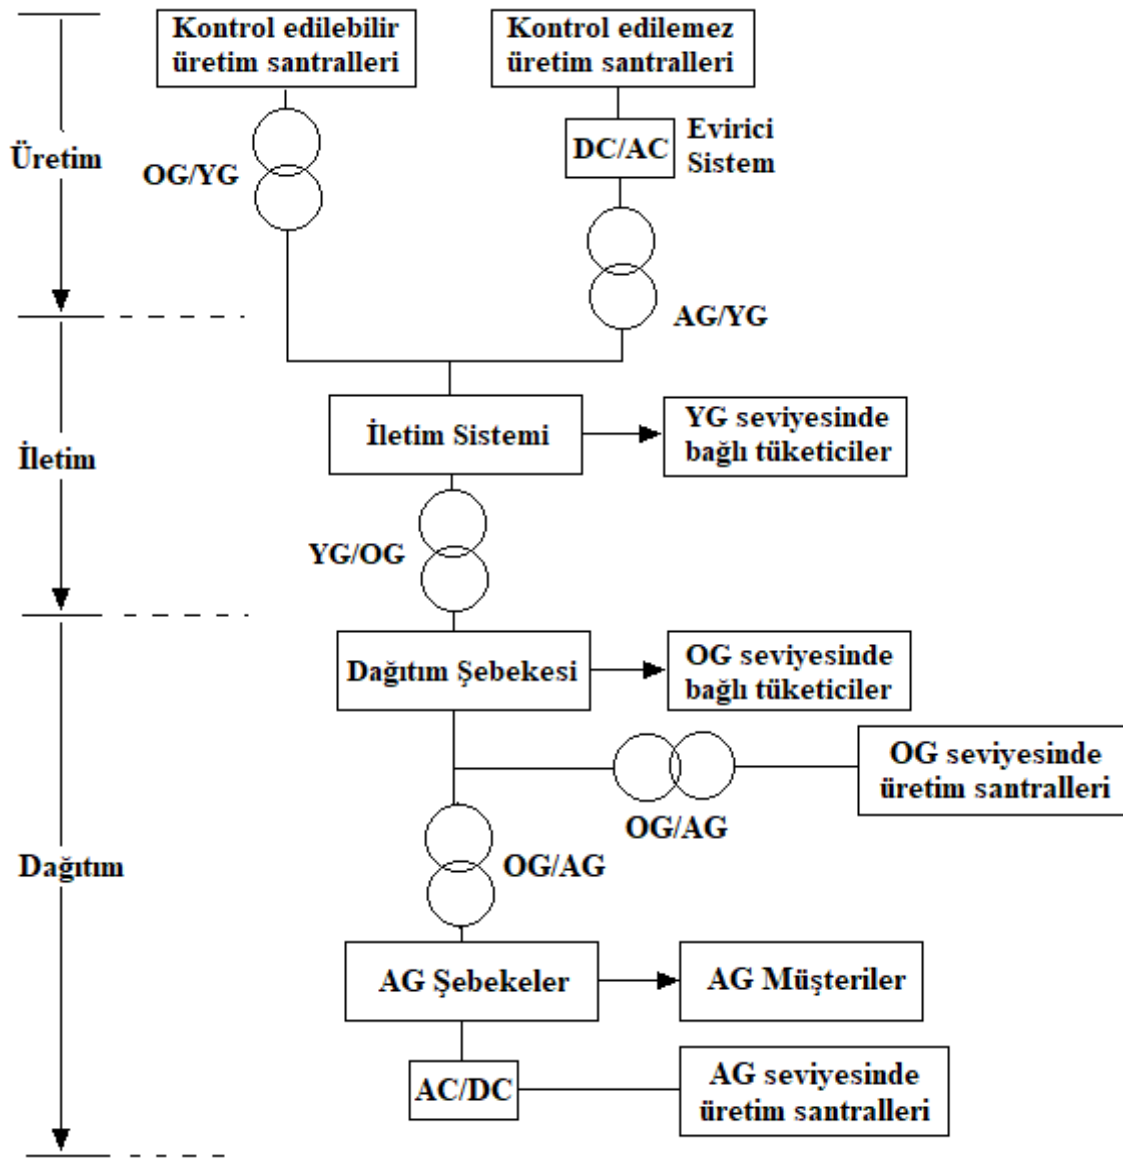 Kontrol edilebilir
üretim santralleri
Kontrol edilemez
üretim santralleri
DC/AC
Evirici
Sistem
Üretim
OG/YG
AG/YG
İletim Sistemi
YG seviyesinde
bağlı tüketiciler
İletim
YG/OG
Dağıtım Şebekesi
OG seviyesinde
bağlı tüketiciler
OG seviyesinde
üretim santralleri
OG/AG
OG/AG
Dağıtım
AG Şebekeler
AG Müşteriler
AC/DC
AG seviyesinde
üretim santralleri